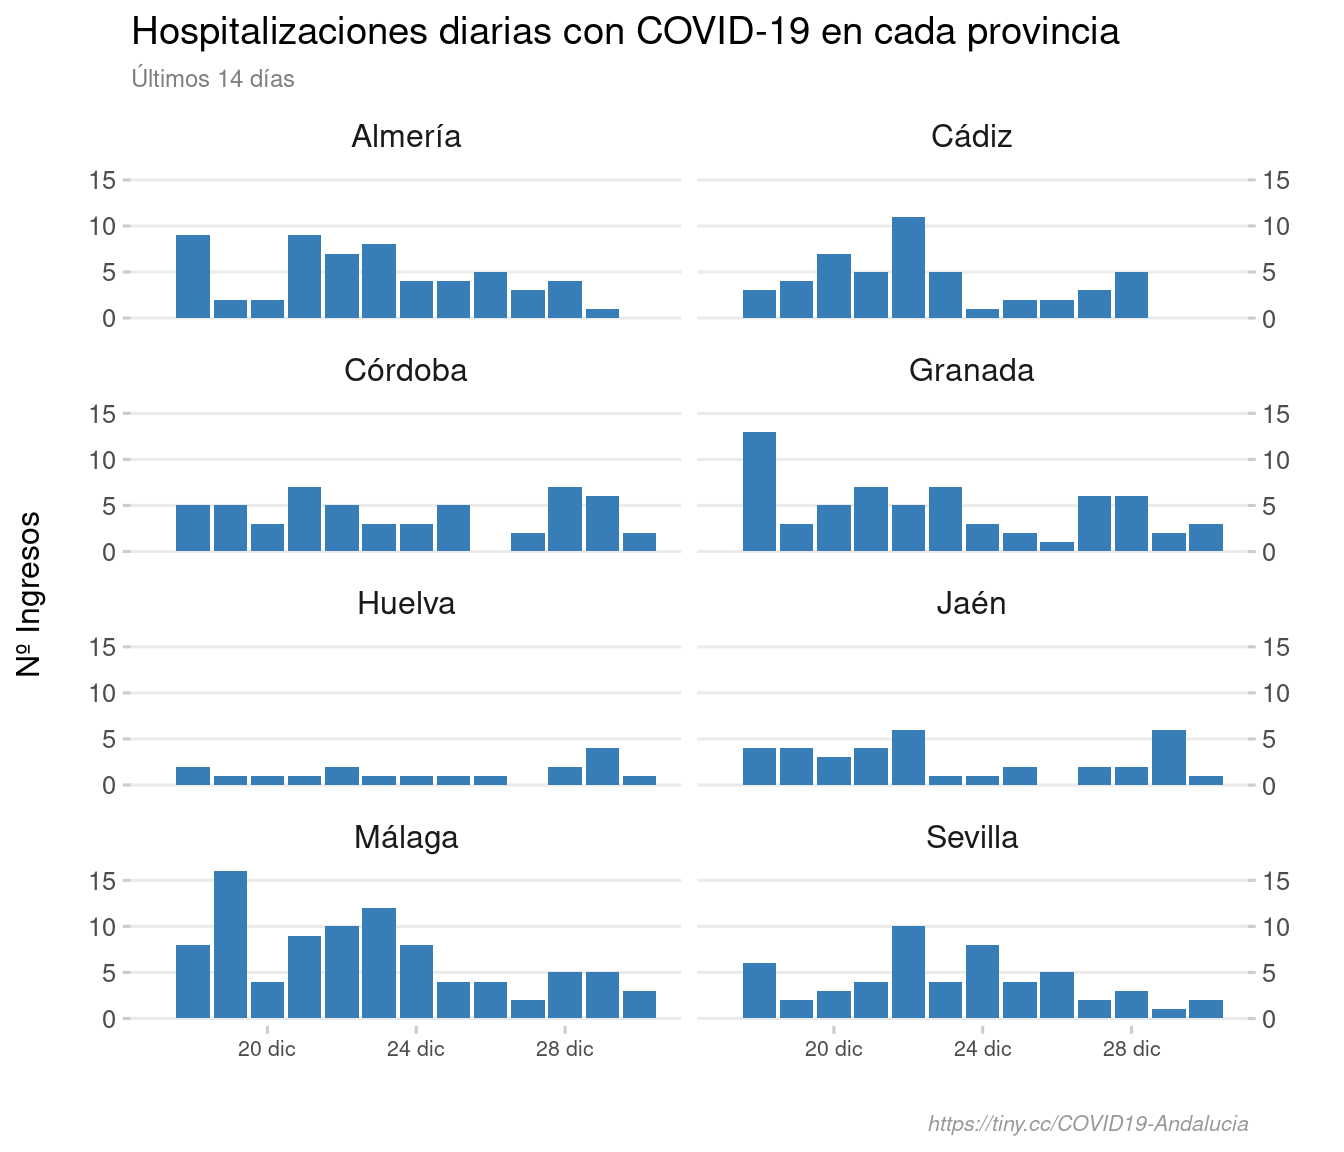 Hospitalizaciones diarias con COVID-19 en cada provincia
Últimos 14 días
Almería
Cádiz
15
15
10
10
5
5
0
0
Córdoba
Granada
15
15
10
10
5
5
0
0
Nº Ingresos
Huelva
Jaén
15
15
10
10
5
5
0
0
Málaga
Sevilla
15
15
10
10
5
5
0
0
20 dic
24 dic
28 dic
20 dic
24 dic
28 dic
https://tiny.cc/COVID19-Andalucia